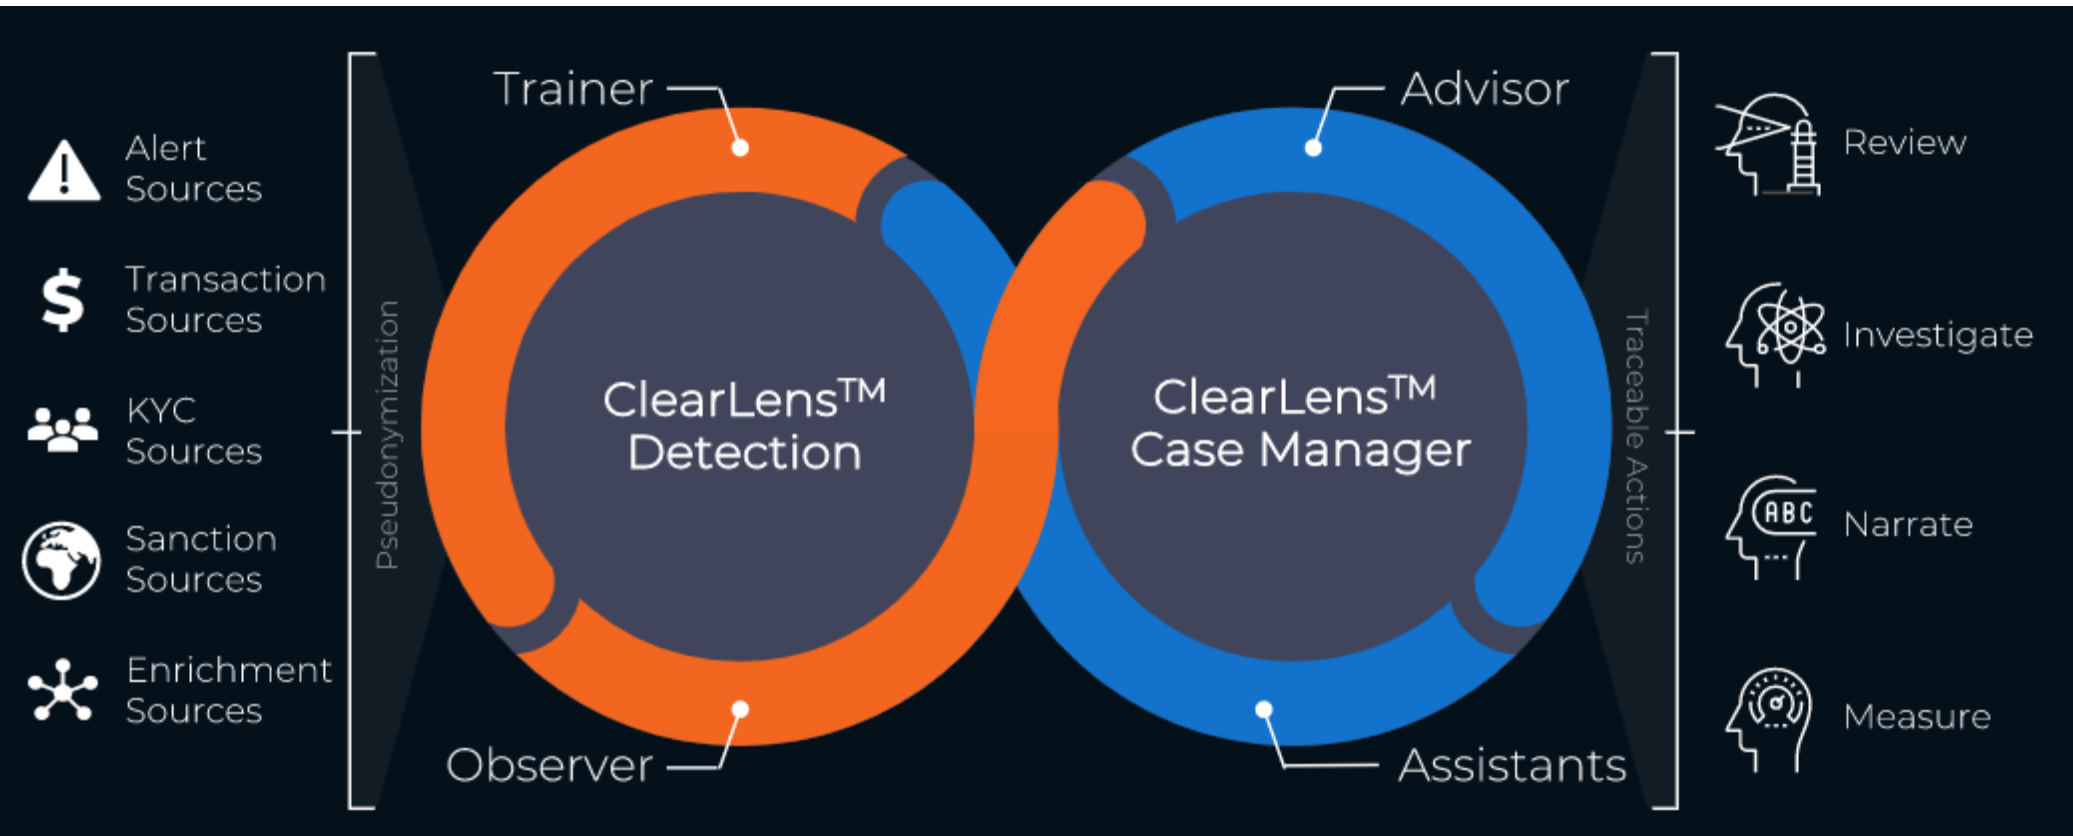 Alert
Sources
Transaction
Sources
KYC
Sources
Sanction
Sources
Enrichment
Sources
Pseudonymization
Trainer
Observer
ClearLens™
Detection
ClearLens™
Case Manager
Advisor
Assistants
Traceable Actions
Review
Investigate
ABC
Narrate
Measure